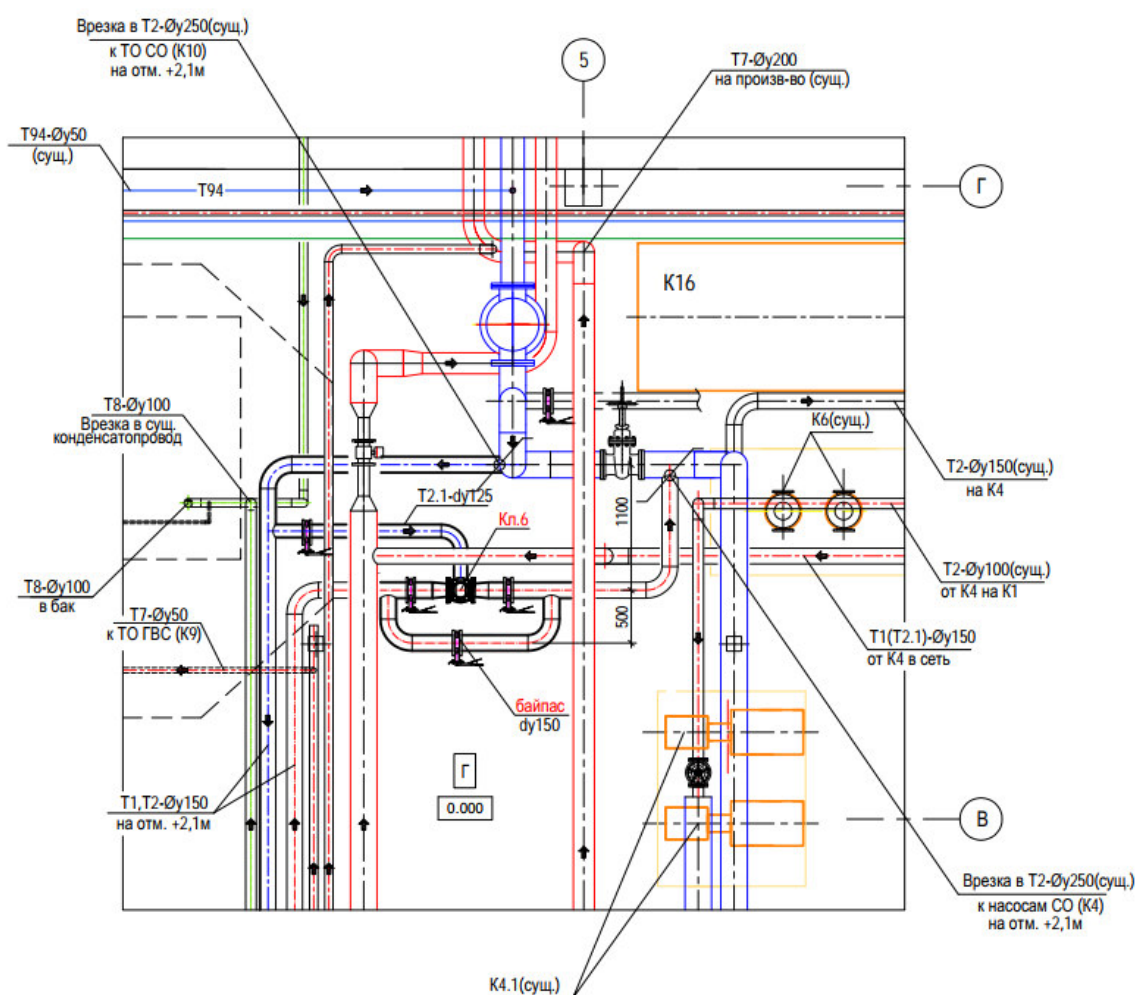 Врезка в Т2-Øу250(сущ.)
к ТО СО (К10)
на отм. +2,1м
5
Т7-Øу200
на произв-во (сущ.)
Т94-Øу50
(сущ.)
Т94
Г
К16
Т8-Øу100
Врезка в сущ.
конденсатопровод
К6(сущ.)
Т2-Øу150(сущ.)
на К4
Т2.1-dy125
1100
Кл.6
Т8-Øу100
в бак
Т2-Øу100(сущ.)
от К4 на К1
Т7-Øу50
к ТО ГВС (К9)
500
Т1(Т2.1)-Øу150
от К4 в сеть
байпас
dy150
Г
0.000
Т1,Т2-Øу150
на отм. +2,1м
В
Врезка в Т2-Øу250(сущ.)
к насосам СО (К4)
на отм. +2,1м
К4.1(сущ.)